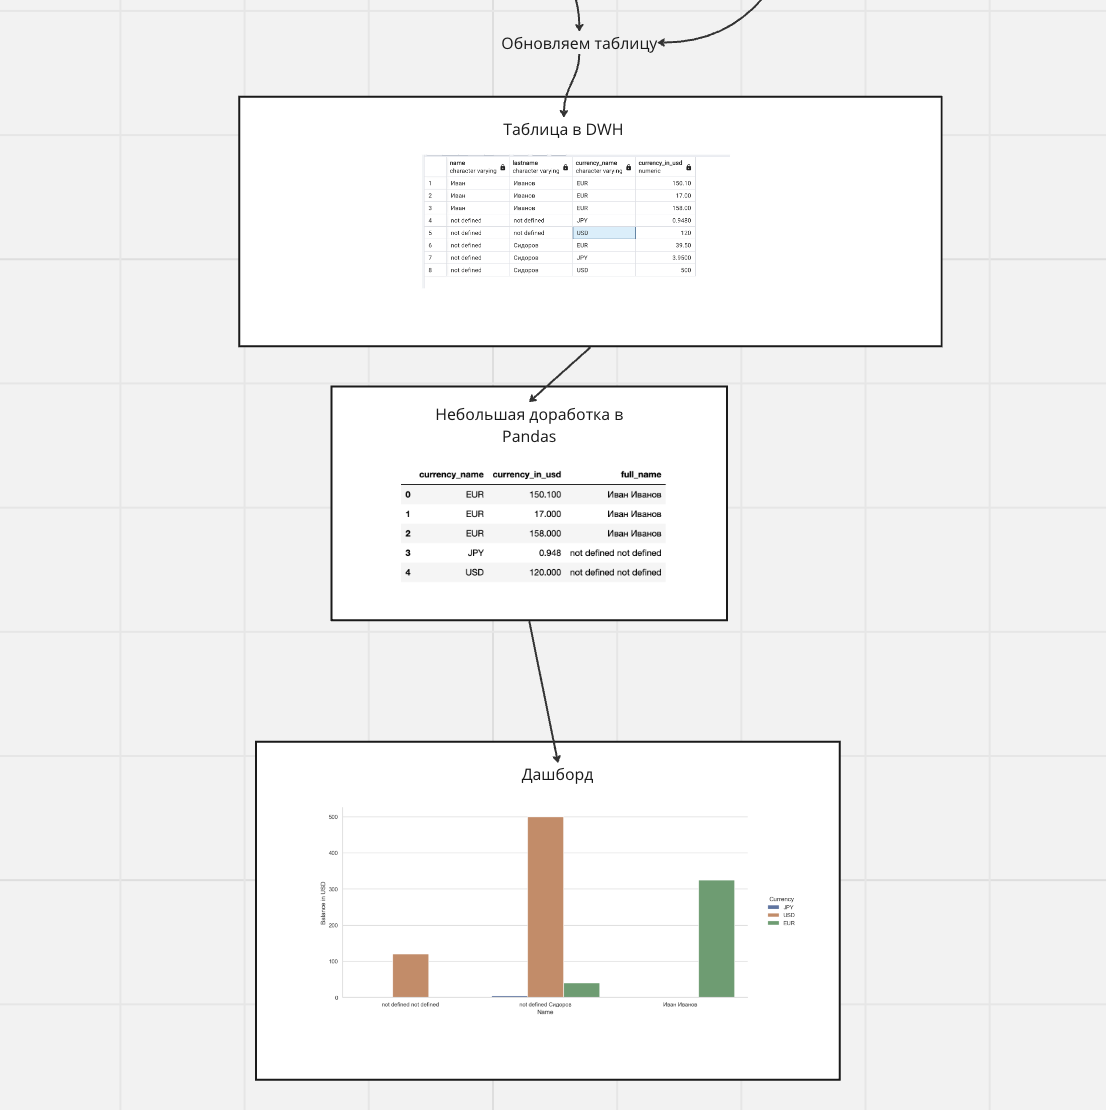 Обновляем таблицу
Таблица в DWH
name lastname currency_name currency_in_usd
character varying character varying character varying numeric
1 Иван Иванов EUR 150.10
2 Иван Иванов EUR 17.00
3 Иван Иванов EUR 158.00
4 not defined not defined JPY 0.9480
5 not defined not defined USD 120
6 not defined Сидоров EUR 39.50
7 not defined Сидоров JPY 3.9500
8 not defined Сидоров USD 500
Небольшая доработка в
Pandas
currency_name currency_in_usd full_name
0 EUR 150.100 Иван Иванов
1 EUR 17.000 Иван Иванов
2 EUR 158.000 Иван Иванов
3 JPY 0.948 not defined not defined
4 USD 120.000 not defined not defined
Дашборд
500
400
300
200
100
0
Balance in USD
not defined not defined not defined Сидоров Иван Иванов
Name
Currency
JPY
USD
EUR